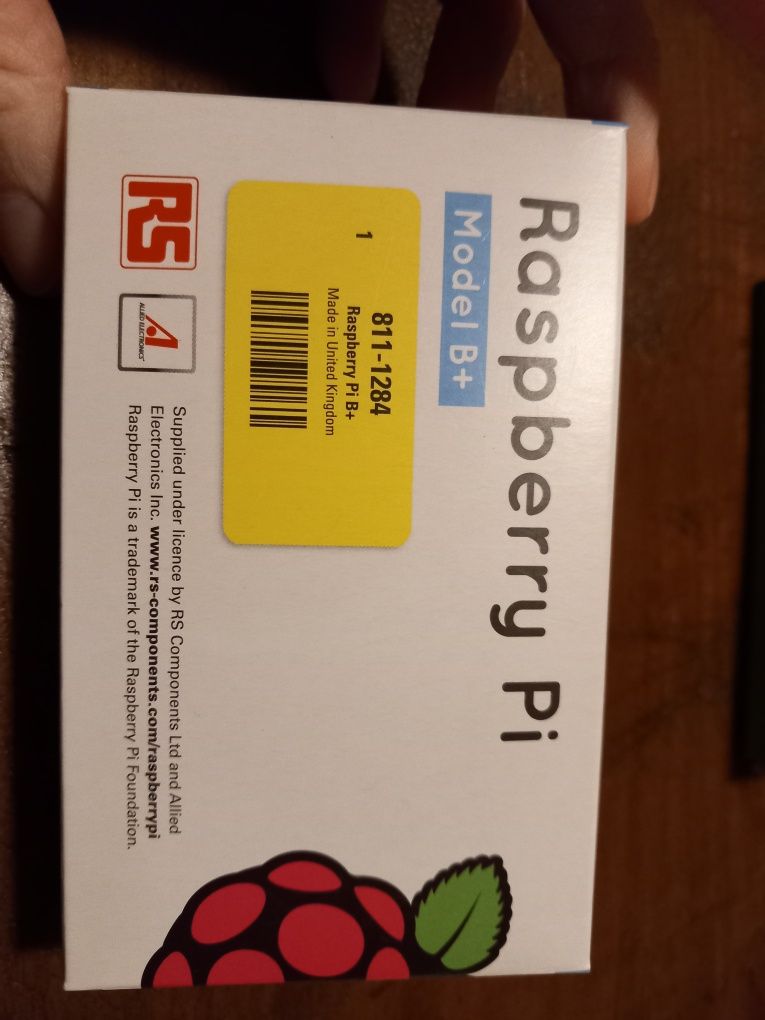 Raspberry Pi
Model B+
811-1284
1
Raspberry Pi B+
Made in United Kingdom
RS
A
ALLIED ELECTRONICS
Supplied under licence by RS Components Ltd and Allied
Electronics Inc. www.rs-components.com/raspberrypi
Raspberry Pi is a trademark of the Raspberry Pi Foundation.